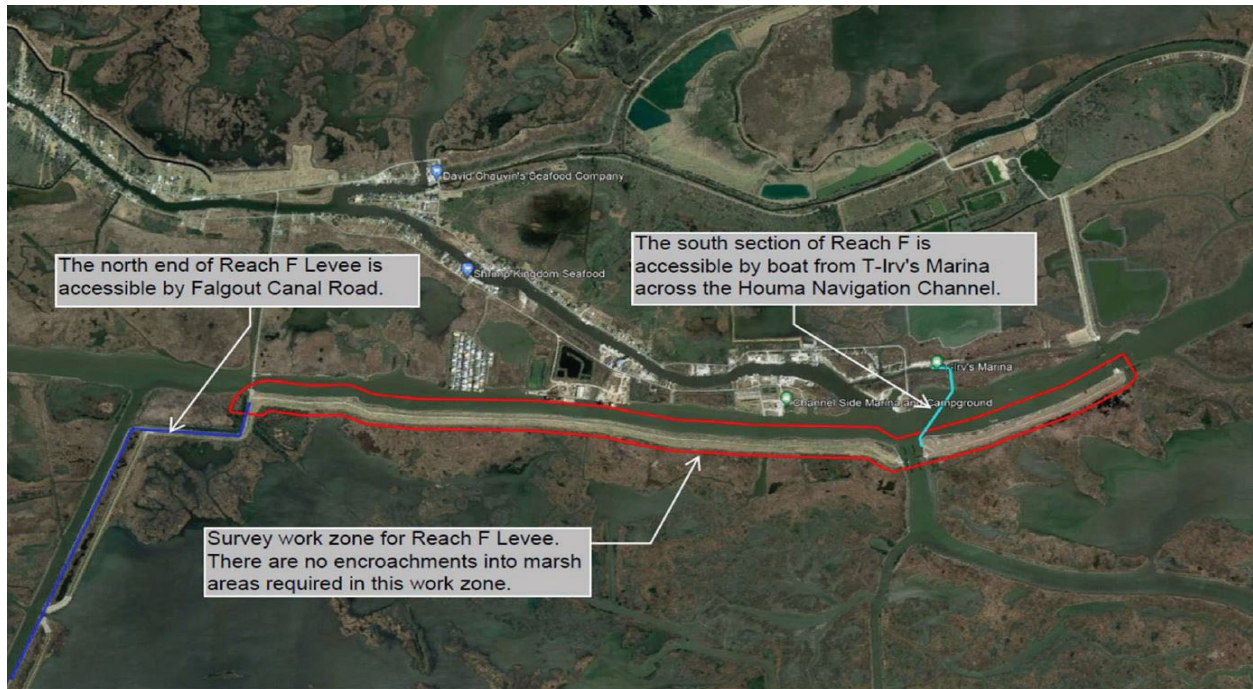 David Chauvin's Seafood Company
The north end of Reach F Levee is
accessible by Falgout Canal Road.
Shrimp Kingdom Seafood
The south section of Reach F is
accessible by boat from T-Irv's Marina
across the Houma Navigation Channel.
T-Irv's Marina
Channel Side Marina and Campground
Survey work zone for Reach F Levee.
There are no encroachments into marsh
areas required in this work zone.